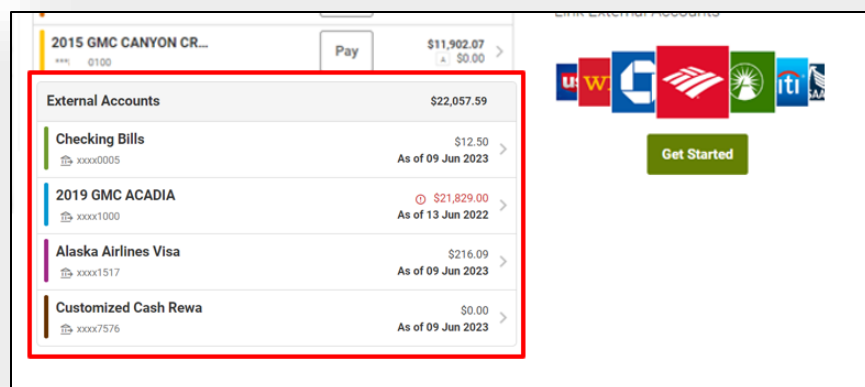 Link External Accounts
2015 GMC CANYON CR...
0100
Pay
$11,902.07
A $0.00
External Accounts
$22,057.59
Checking Bills
xxxx0005
$12.50
As of 09 Jun 2023
2019 GMC ACADIA
xxxx1000
$21,829.00
As of 13 Jun 2022
Alaska Airlines Visa
xxxx1517
$216.09
As of 09 Jun 2023
Customized Cash Rewa
xxxx7576
$0.00
As of 09 Jun 2023
us
W
citi
Get Started